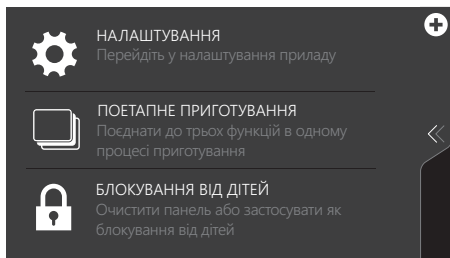 НАЛАШТУВАННЯ
Перейдіть у налаштування приладу
ПОЕТАПНЕ ПРИГОТУВАННЯ
Поєднати до трьох функцій в одному
процесі приготування
БЛОКУВАННЯ ВІД ДІТЕЙ
Очистити панель або застосувати як
блокування від дітей